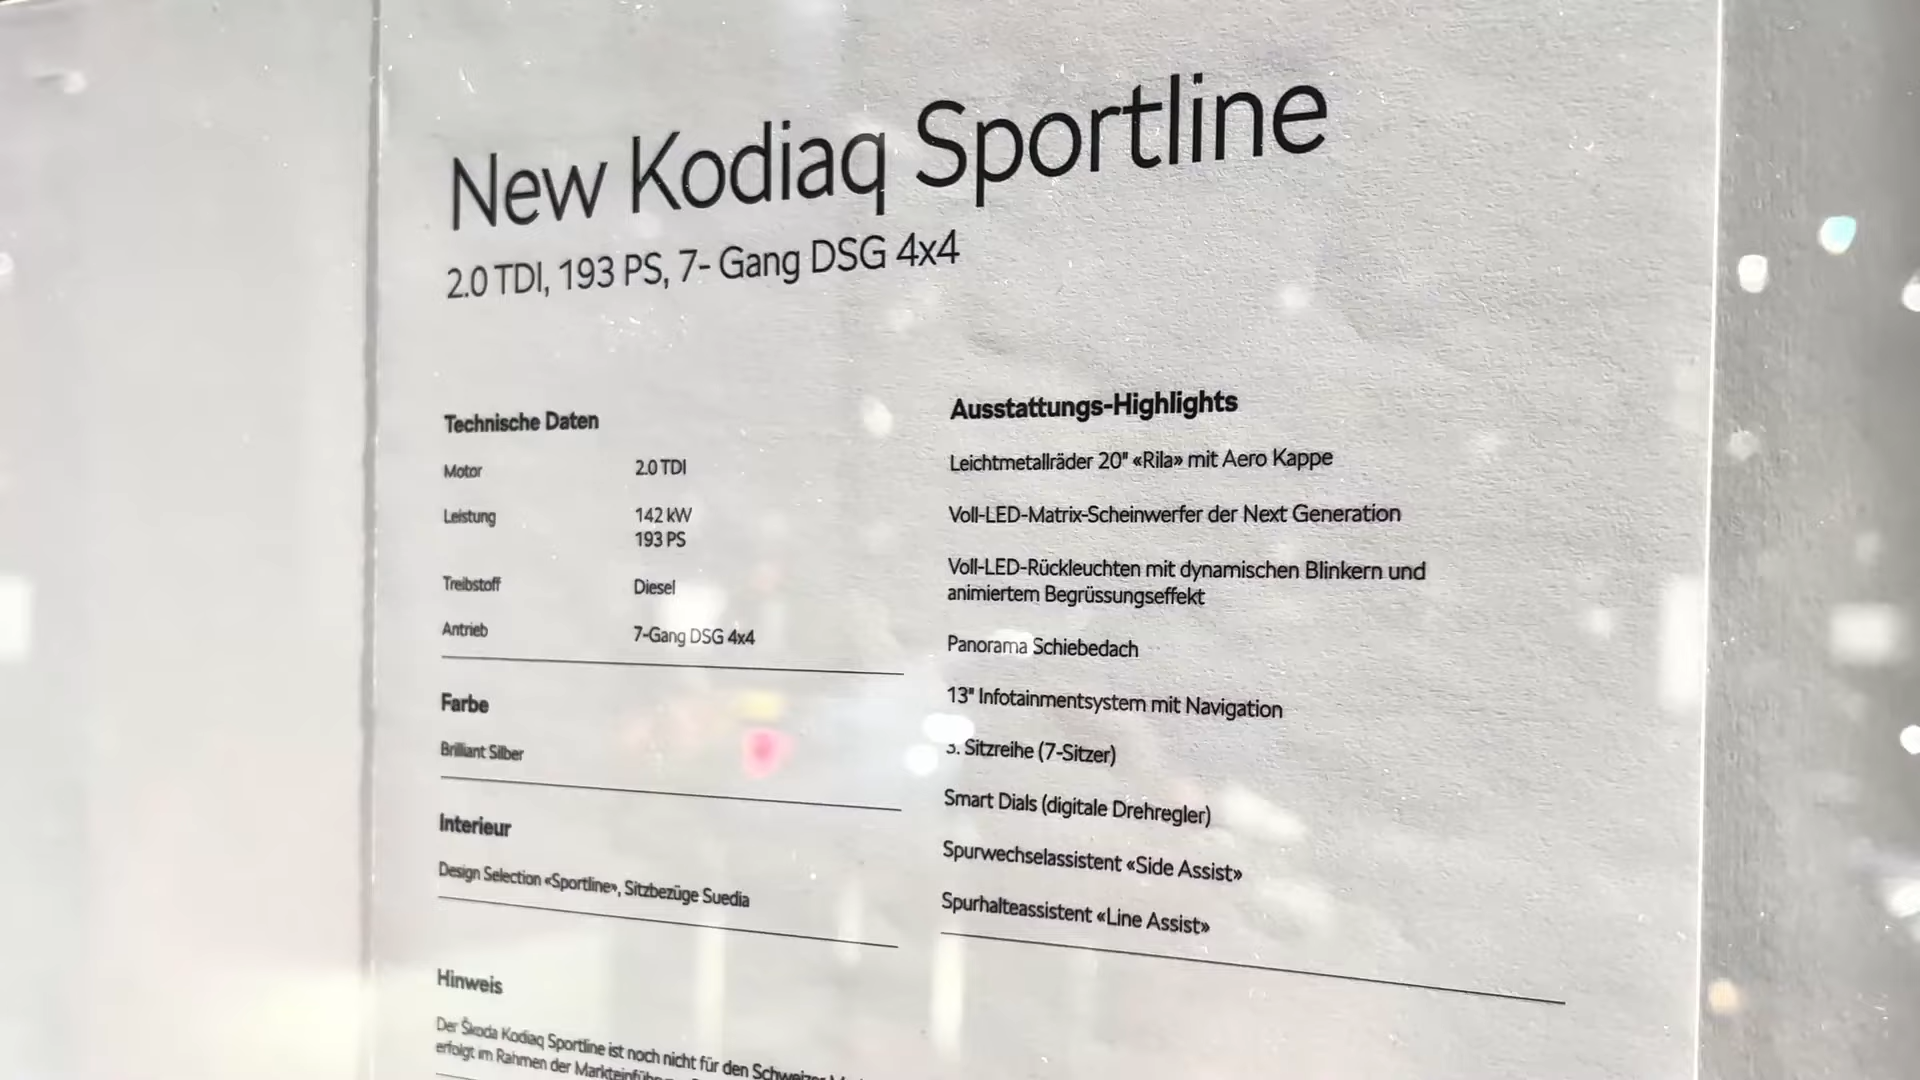 New Kodiaq Sportline
2.0 TDI, 193 PS, 7- Gang DSG 4x4
Technische Daten
Motor 2.0 TDI
Leistung 142 kW
193 PS
Treibstoff Diesel
Antrieb 7-Gang DSG 4x4
Farbe
Brilliant Silber
Interieur
Design Selection «Sportline», Sitzbezüge Suedia
Hinweis
Der Škoda Kodiaq Sportline ist noch nicht für den Schweizer
erfolgt im Rahmen der
Ausstattungs-Highlights
Leichtmetallräder 20" «Rila» mit Aero Kappe
Voll-LED-Matrix-Scheinwerfer der Next Generation
Voll-LED-Rückleuchten mit dynamischen Blinkern und
animiertem Begrüssungseffekt
Panorama Schiebedach
13" Infotainmentsystem mit Navigation
3. Sitzreihe (7-Sitzer)
Smart Dials (digitale Drehregler)
Spurwechselassistent «Side Assist»
Spurhalteassistent «Line Assist»